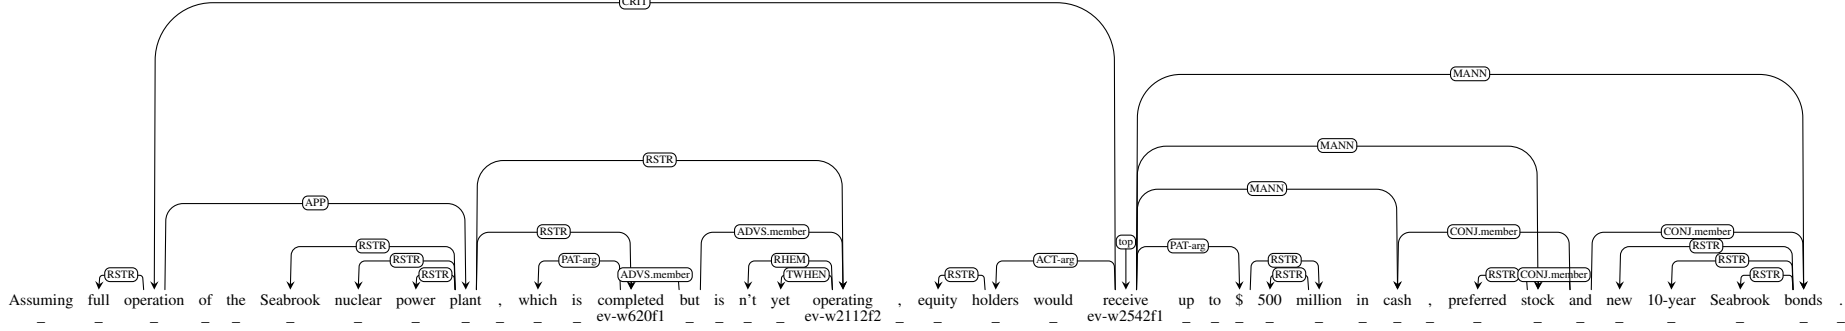 CRIT
MANN
MANN
RSTR
MANN
APP
RSTR ADVS.member CONJ.member CONJ.member
top
RSTR PAT-arg RSTR
RSTR PAT-arg RHEM ACT-arg RSTR RSTR
RSTR RSTR ADVS.member TWHEN RSTR RSTR RSTR CONJ.member RSTR
Assuming full operation of the Seabrook nuclear power plant , which is completed but is n't yet operating , equity holders would receive up to $ 500 million in cash , preferred stock and new 10-year Seabrook bonds .
_ _ _ _ _ _ _ _ _ _ _ _ ev-w620f1 _ _ _ _ ev-w2112f2 _ _ _ _ ev-w2542f1 _ _ _ _ _ _ _ _ _ _ _ _ _ _ _ _